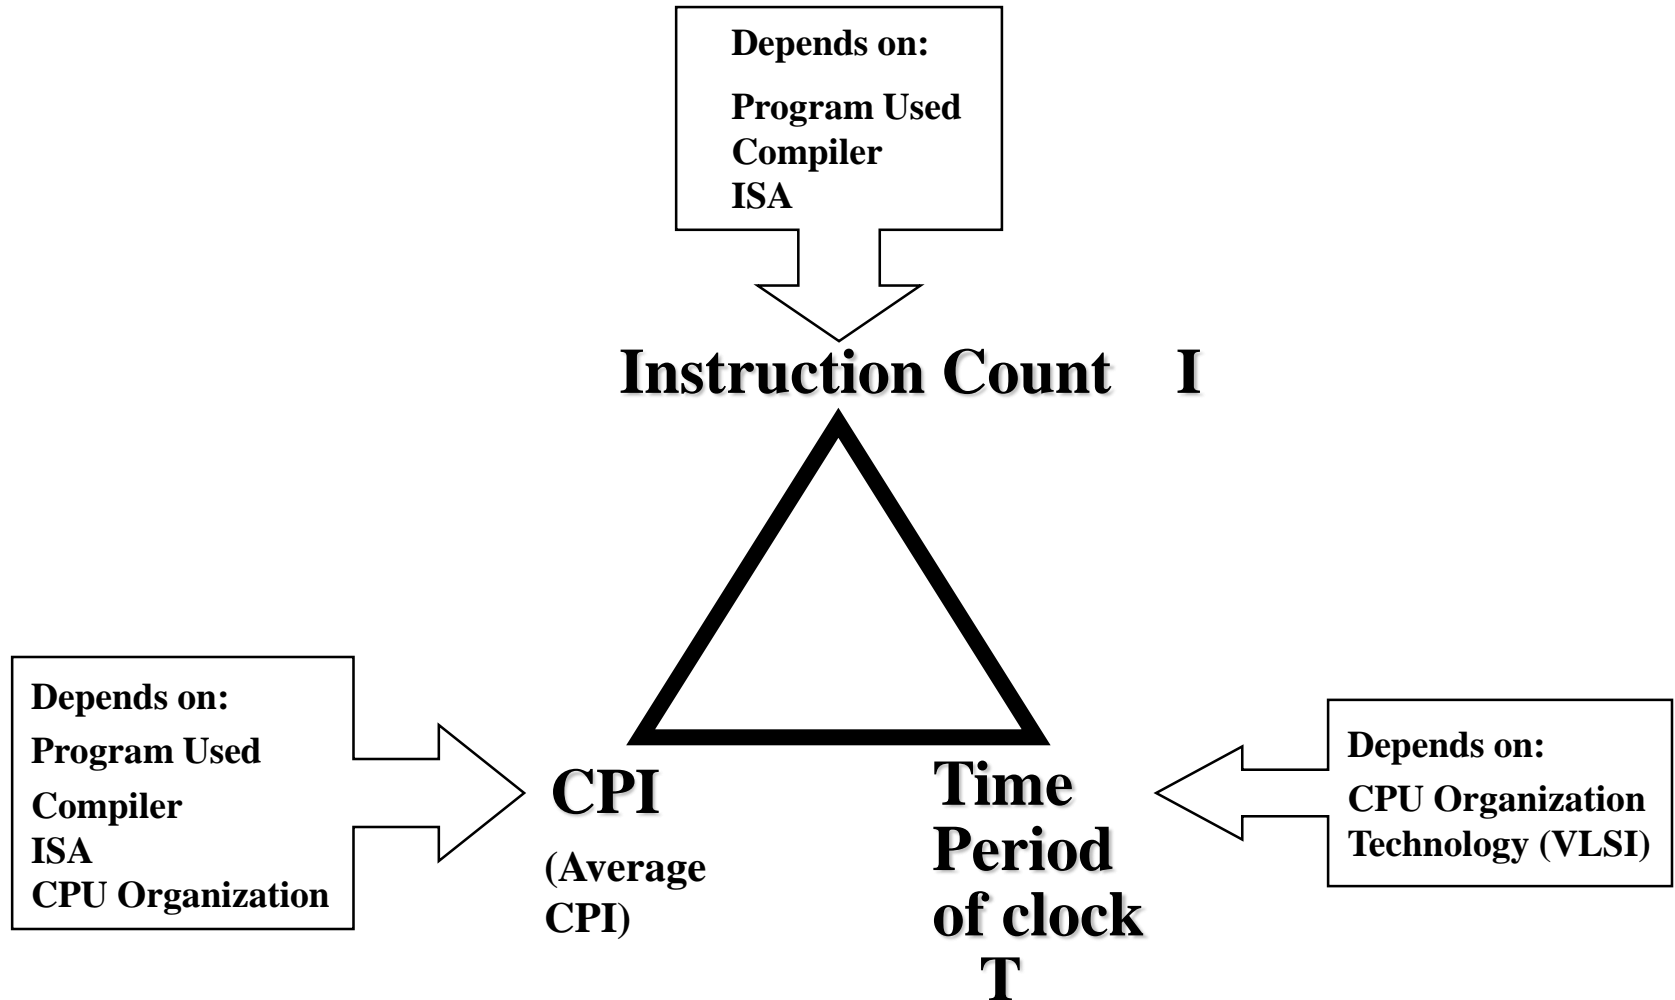 Depends on:
Program Used
Compiler
ISA
Instruction Count I
Depends on:
Program Used
Compiler
ISA
CPU Organization
CPI
(Average
CPI)
Time
Period
of clock
T
Depends on:
CPU Organization
Technology (VLSI)